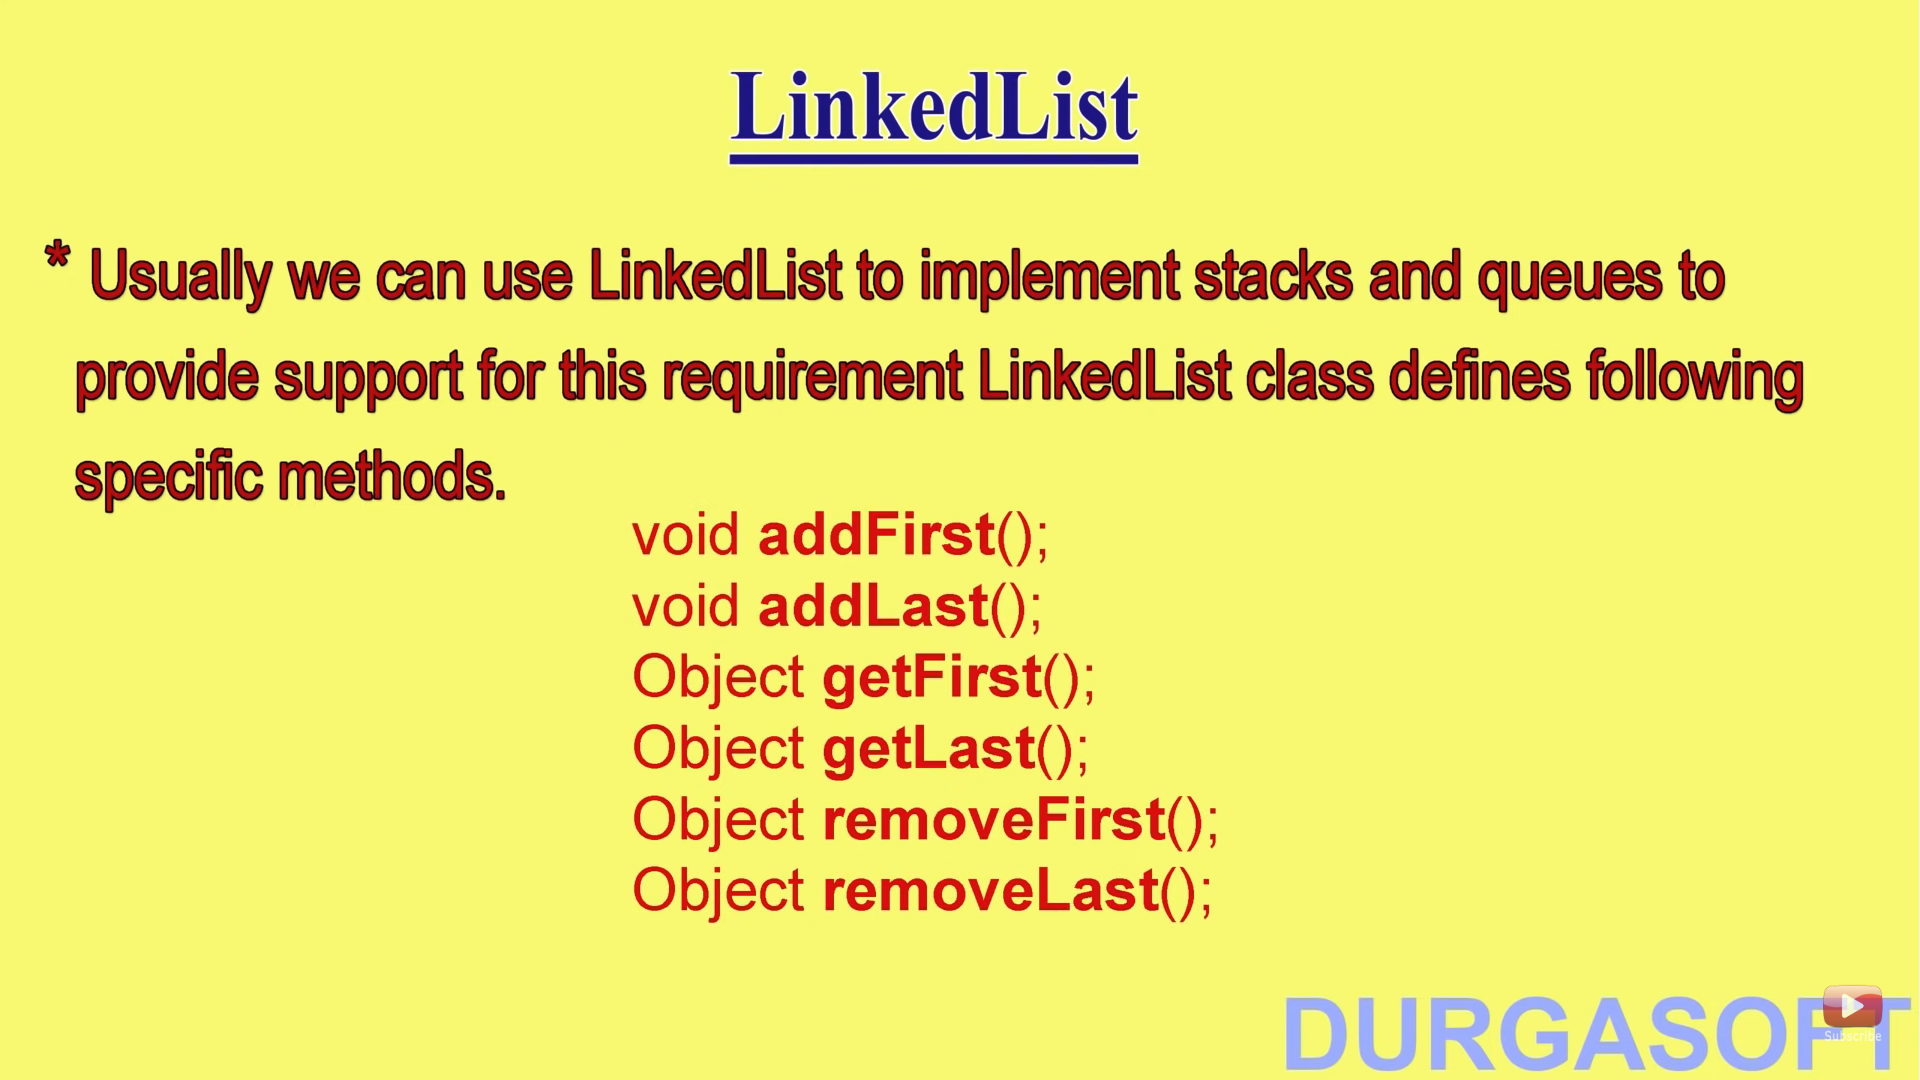 LinkedList
* Usually we can use LinkedList to implement stacks and queues to
provide support for this requirement LinkedList class defines following
specific methods.
void addFirst();
void addLast();
Object getFirst();
Object getLast();
Object removeFirst();
Object removeLast();
DURGASOFT
Subscribe